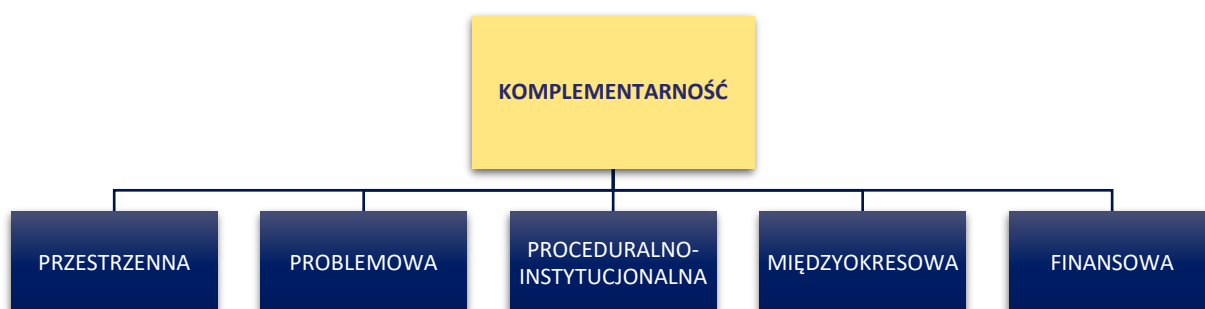 KOMPLEMENTARNOŚĆ
PRZESTRZENNA
PROBLEMOWA
PROCEDURALNO-
INSTYTUCJONALNA
MIĘDZYOKRESOWA
FINANSOWA